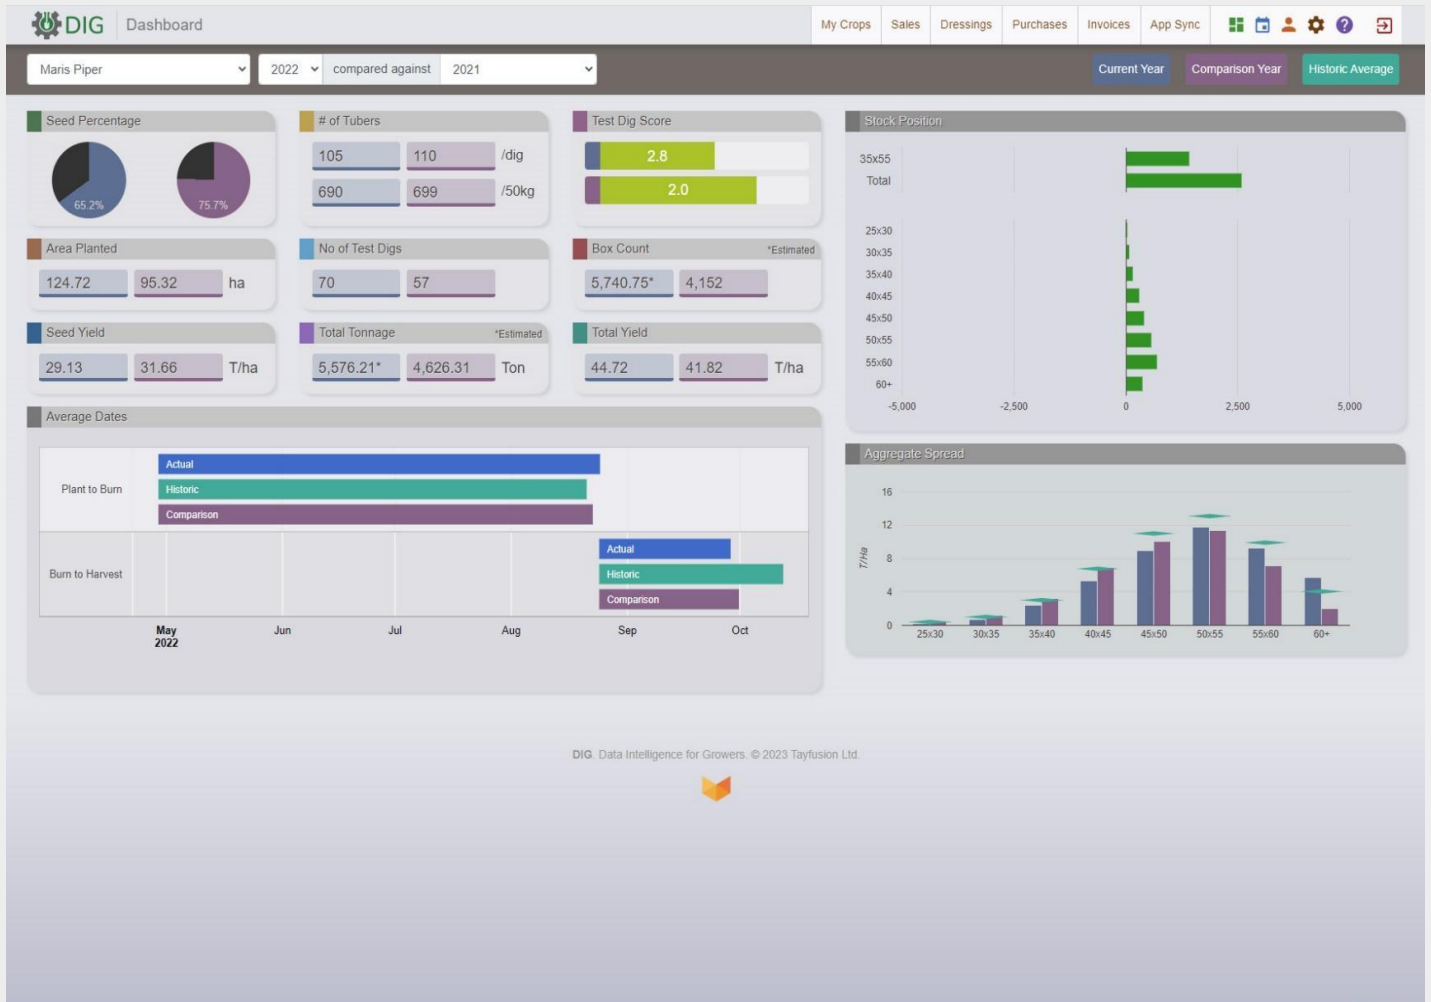 DIG Dashboard My Crops Sales Dressings Purchases Invoices App Sync
Maris Piper 2022 compared against 2021 Current Year Comparison Year Historic Average
Seed Percentage
65.2% 75.7%
# of Tubers
105 110 /dig
690 699 /50kg
Test Dig Score
2.8
2.0
Area Planted
124.72 95.32 ha
No of Test Digs
70 57
Box Count *Estimated
5,740.75* 4,152
Seed Yield
29.13 31.66 T/ha
Total Tonnage *Estimated
5,576.21* 4,626.31 Ton
Total Yield
44.72 41.82 T/ha
Average Dates
Plant to Burn
Actual
Historic
Comparison
Burn to Harvest
Actual
Historic
Comparison
May Jun Jul Aug Sep Oct
2022
Stock Position
35x55
Total
25x30
30x35
35x40
40x45
45x50
50x55
55x60
60+
-5,000 -2,500 0 2,500 5,000
Aggregate Spread
T/Ha
16
12
8
4
0
25x30 30x35 35x40 40x45 45x50 50x55 55x60 60+
DIG. Data Intelligence for Growers. © 2023 Tayfusion Ltd.